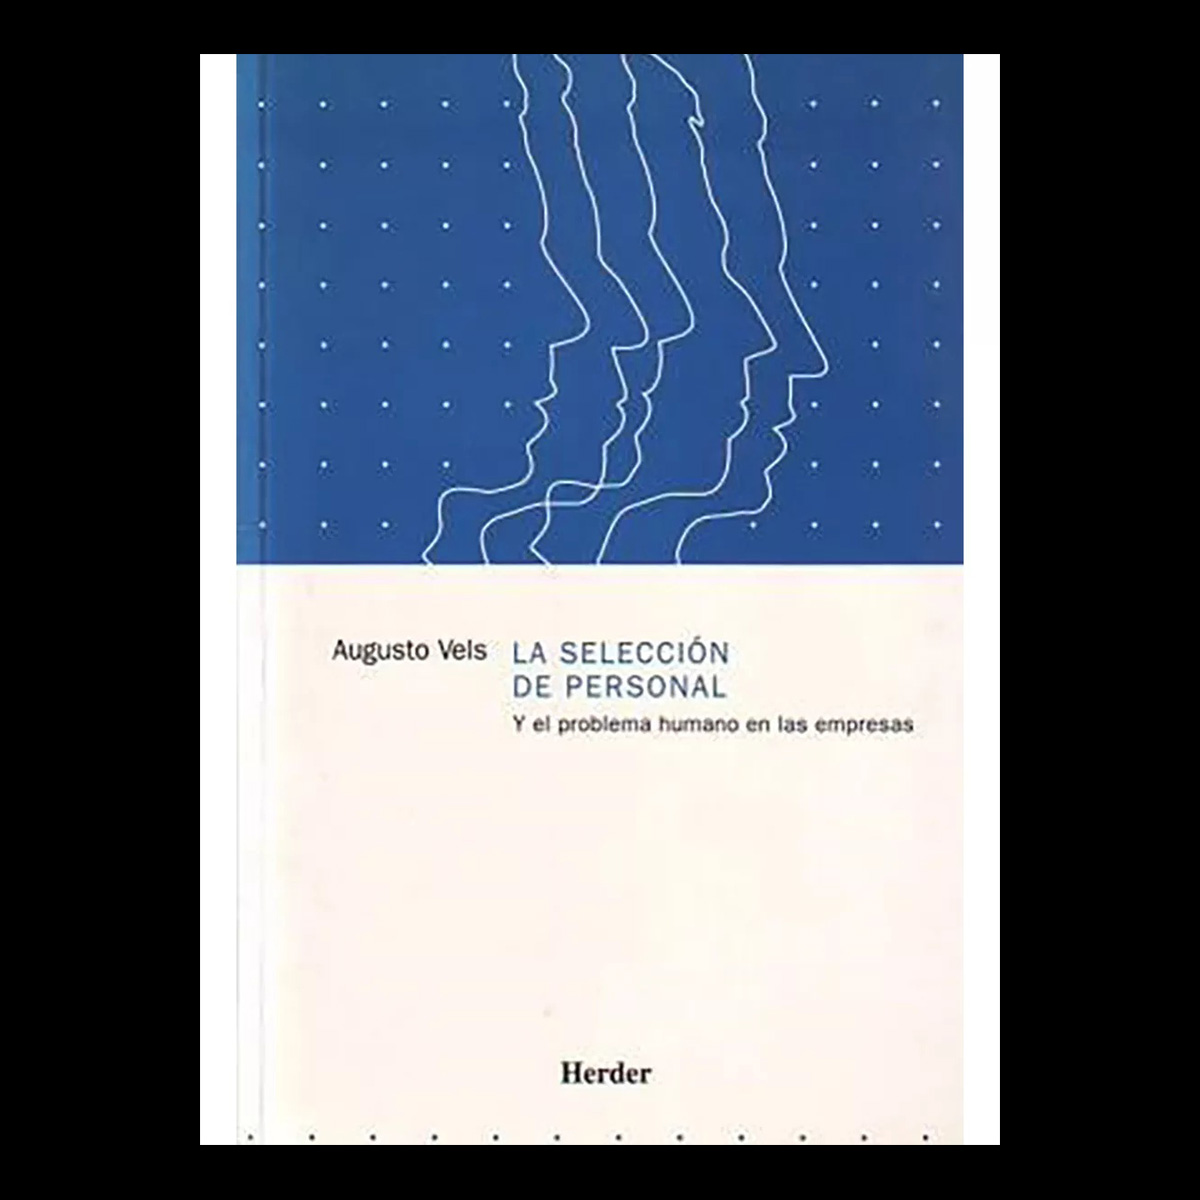 Augusto Vels
LA SELECCIÓN
DE PERSONAL
Y el problema humano en las empresas
Herder